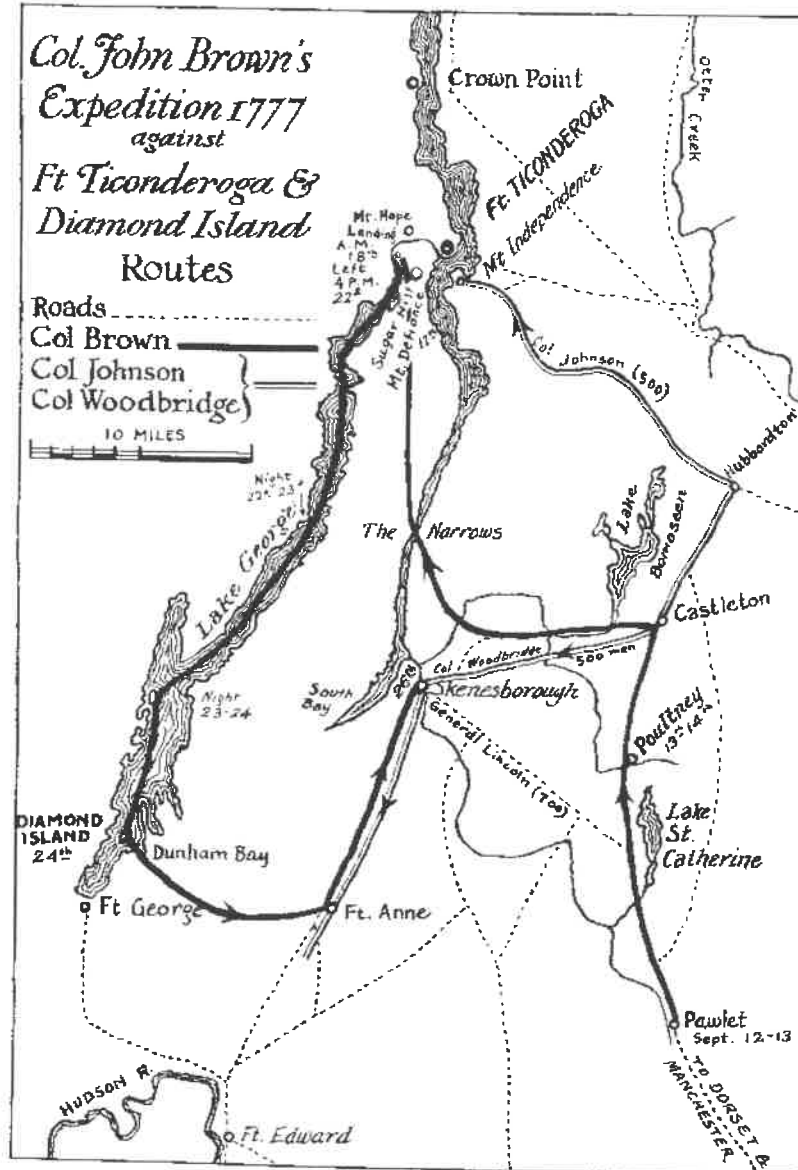 Col. John Brown's
Expedition 1777
against
Ft Ticonderoga &
Diamond Island
Routes
Roads
Col Brown
Col Johnson
Col Woodbridge
10 MILES
Crown Point
Otter Creek
Ft. TICONDEROGA
Mt Independence
Mt. Hope
Landing
A.M.
18th
Left
4 P.M.
22d
Sugar Hill
Mt. Defiance
Col Johnson (500)
Hubbardton
Night
22-23
Lake George
The Narrows
Lake
Bomoseen
Castleton
Col. Woodbridge
500 men
South
Bay
26th
Skenesborough
General Lincoln (700)
Poultney
13th 14th
Night
23-24
DIAMOND
ISLAND
24th
Dunham Bay
Lake
St.
Catherine
Ft George
Ft. Anne
Pawlet
Sept. 12-13
TO DORSET &
MANCHESTER
HUDSON R.
Ft. Edward